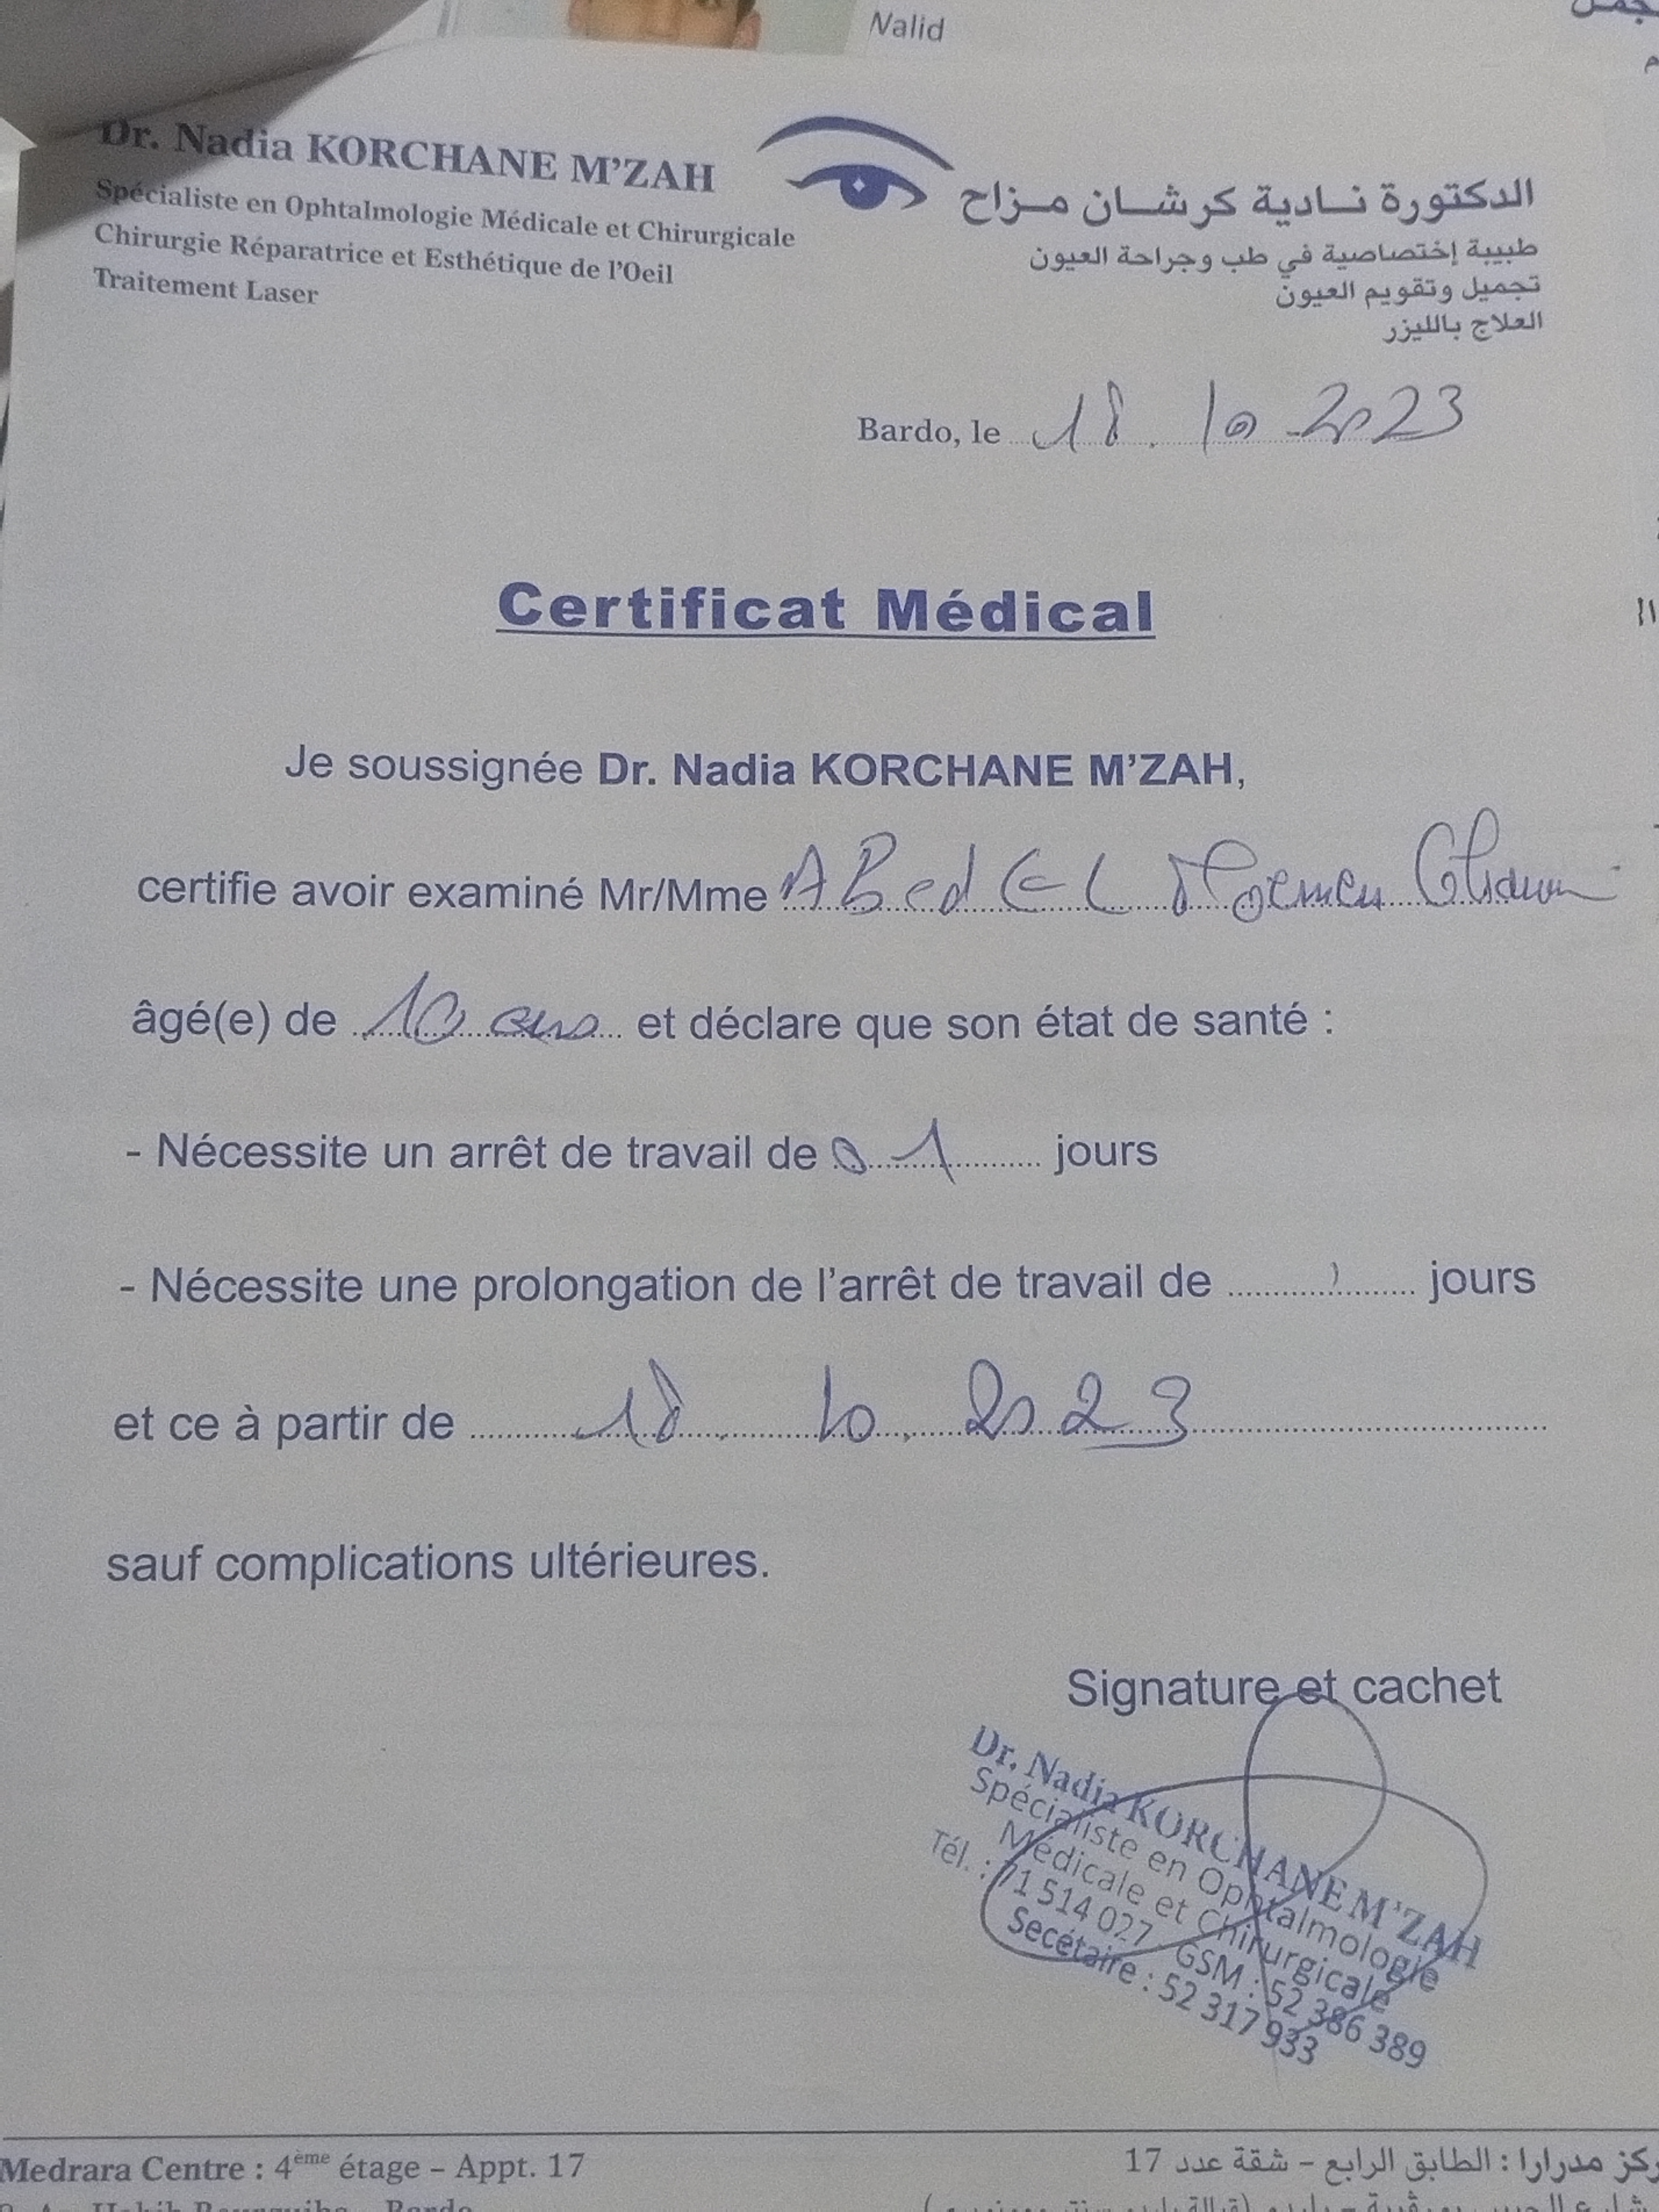 Valid
Dr. Nadia KORCHANE M'ZAH
Spécialiste en Ophtalmologie Médicale et Chirurgicale
Chirurgie Réparatrice et Esthétique de l'Oeil
Traitement Laser
الدكتورة نادية كرشان مزاح
طبيبة إختصاصية في طب وجراحة العيون
تجميل وتقويم العيون
العلاج بالليزر
Bardo, le 18. 10 2023
Certificat Médical
Je soussignée Dr. Nadia KORCHANE M'ZAH,
certifie avoir examiné Mr/Mme ABed EL Moemen
âgé(e) de 10 ans et déclare que son état de santé :
- Nécessite un arrêt de travail de 01 jours
- Nécessite une prolongation de l'arrêt de travail de ........ jours
et ce à partir de 18. 10. 2023
sauf complications ultérieures.
Signature et cachet
Dr. Nadia KORCHANE M'ZAH
Spécialiste en Ophtalmologie
Médicale et Chirurgicale
Tél. : 71 514 027 GSM : 52 386 389
Secétaire : 52 317 933
Medrara Centre : 4ème étage – Appt. 17
مدرارا : الطابق الرابع – شقة عدد 17